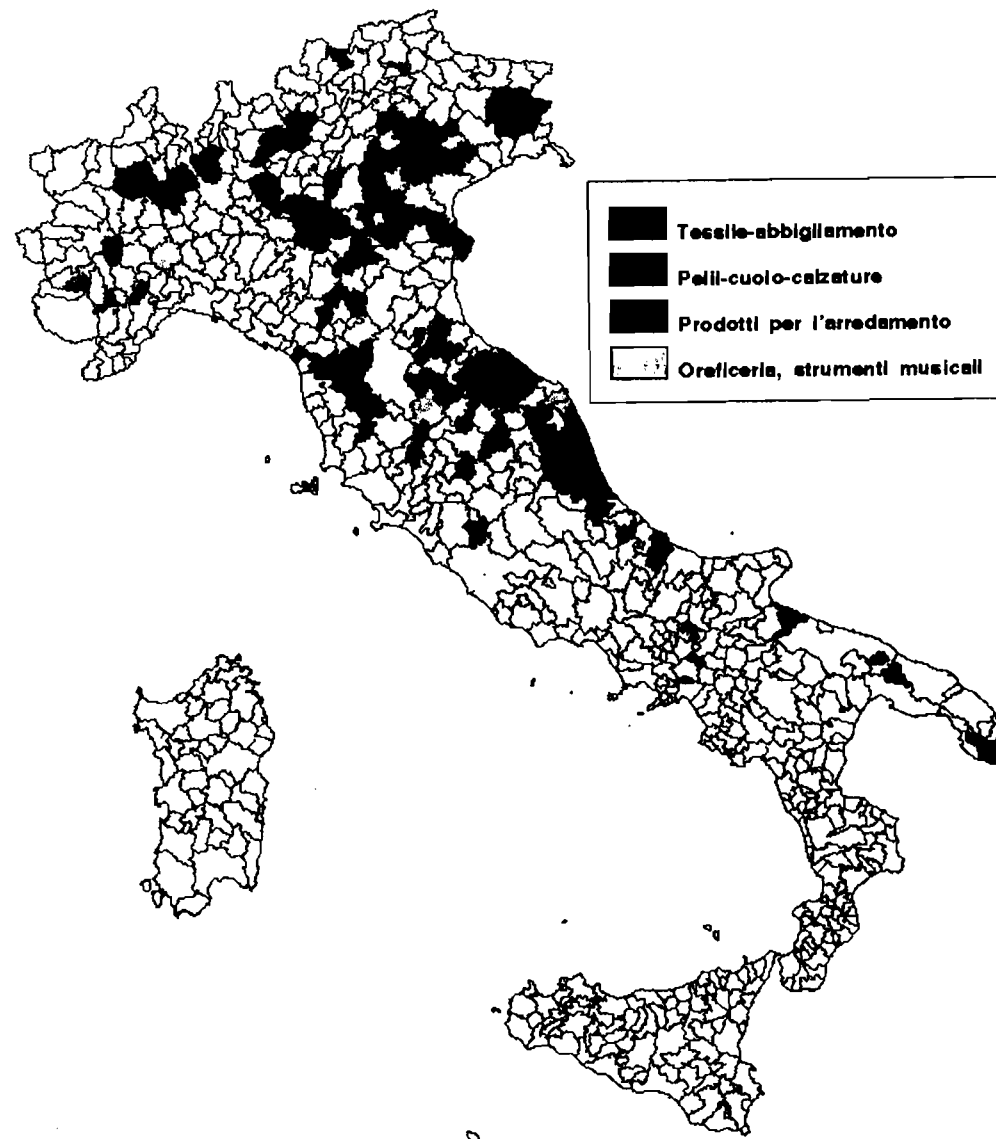 Tessile-abbigliamento
Pelli-cuoio-calzature
Prodotti per l'arredamento
Oreficeria, strumenti musicali